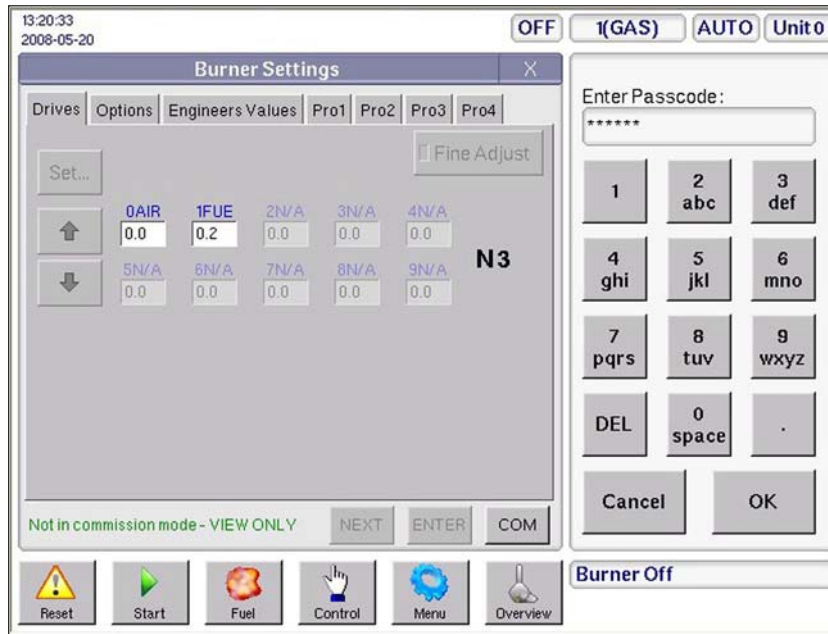 13:20:33
2008-05-20
OFF
1(GAS)
AUTO
Unit 0
Burner Settings
X
Drives
Options
Engineers Values
Pro1
Pro2
Pro3
Pro4
Set...
Fine Adjust
0AIR
1FUE
2N/A
3N/A
4N/A
0.0
0.2
0.0
0.0
0.0
N3
5N/A
6N/A
7N/A
8N/A
9N/A
0.0
0.0
0.0
0.0
0.0
Not in commission mode - VIEW ONLY
NEXT
ENTER
COM
Reset
Start
Fuel
Control
Menu
Overview
Enter Passcode:
******
1
2
abc
3
def
4
ghi
5
jkl
6
mno
7
pqrs
8
tuv
9
wxyz
DEL
0
space
.
Cancel
OK
Burner Off